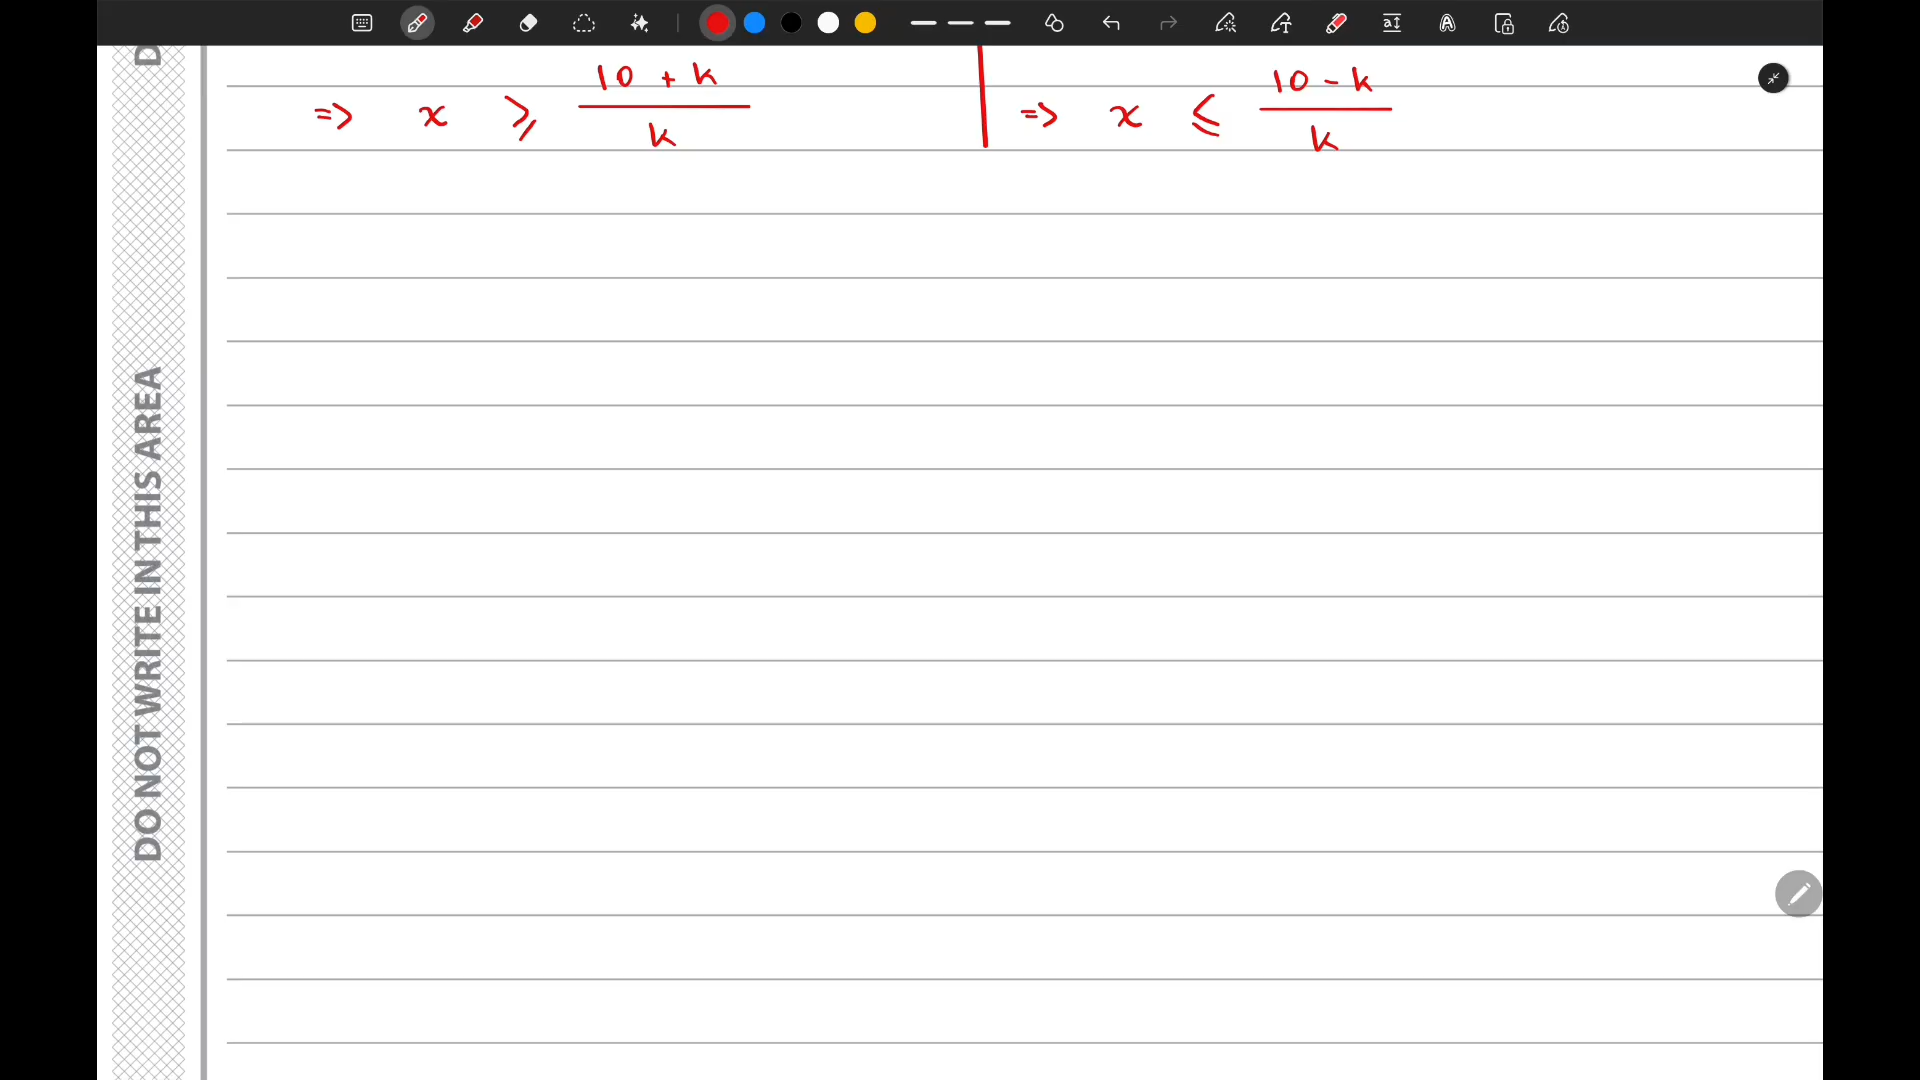 D
=> x ⩾ (10 + k)/k
=> x ≤ (10 - k)/k
DO NOT WRITE IN THIS AREA